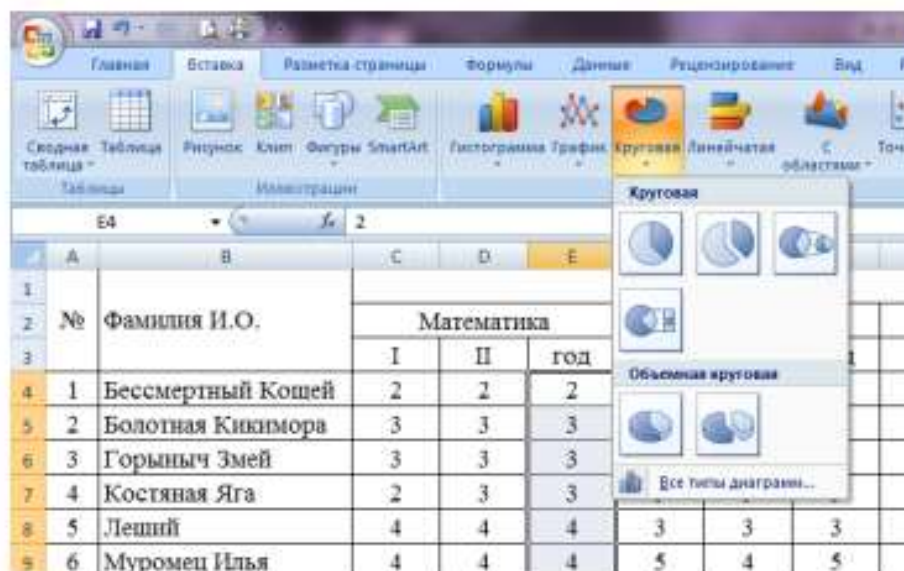 Главная Вставка Разметка страницы Формулы Данные Рецензирование Вид
Сводная таблица Таблица Рисунок Клип Фигуры SmartArt Гистограмма График Круговая Линейчатая С областями Точ
Таблицы Иллюстрации
Круговая
E4 fx 2
A B C D E
1
2 № Фамилия И.О. Математика
3 I II год
Объемная круговая
4 1 Бессмертный Кощей 2 2 2
5 2 Болотная Кикимора 3 3 3
6 3 Горыныч Змей 3 3 3
Все типы диаграмм...
7 4 Костяная Яга 2 3 3
8 5 Леший 4 4 4 3 3 3
9 6 Муромец Илья 4 4 4 5 4 5